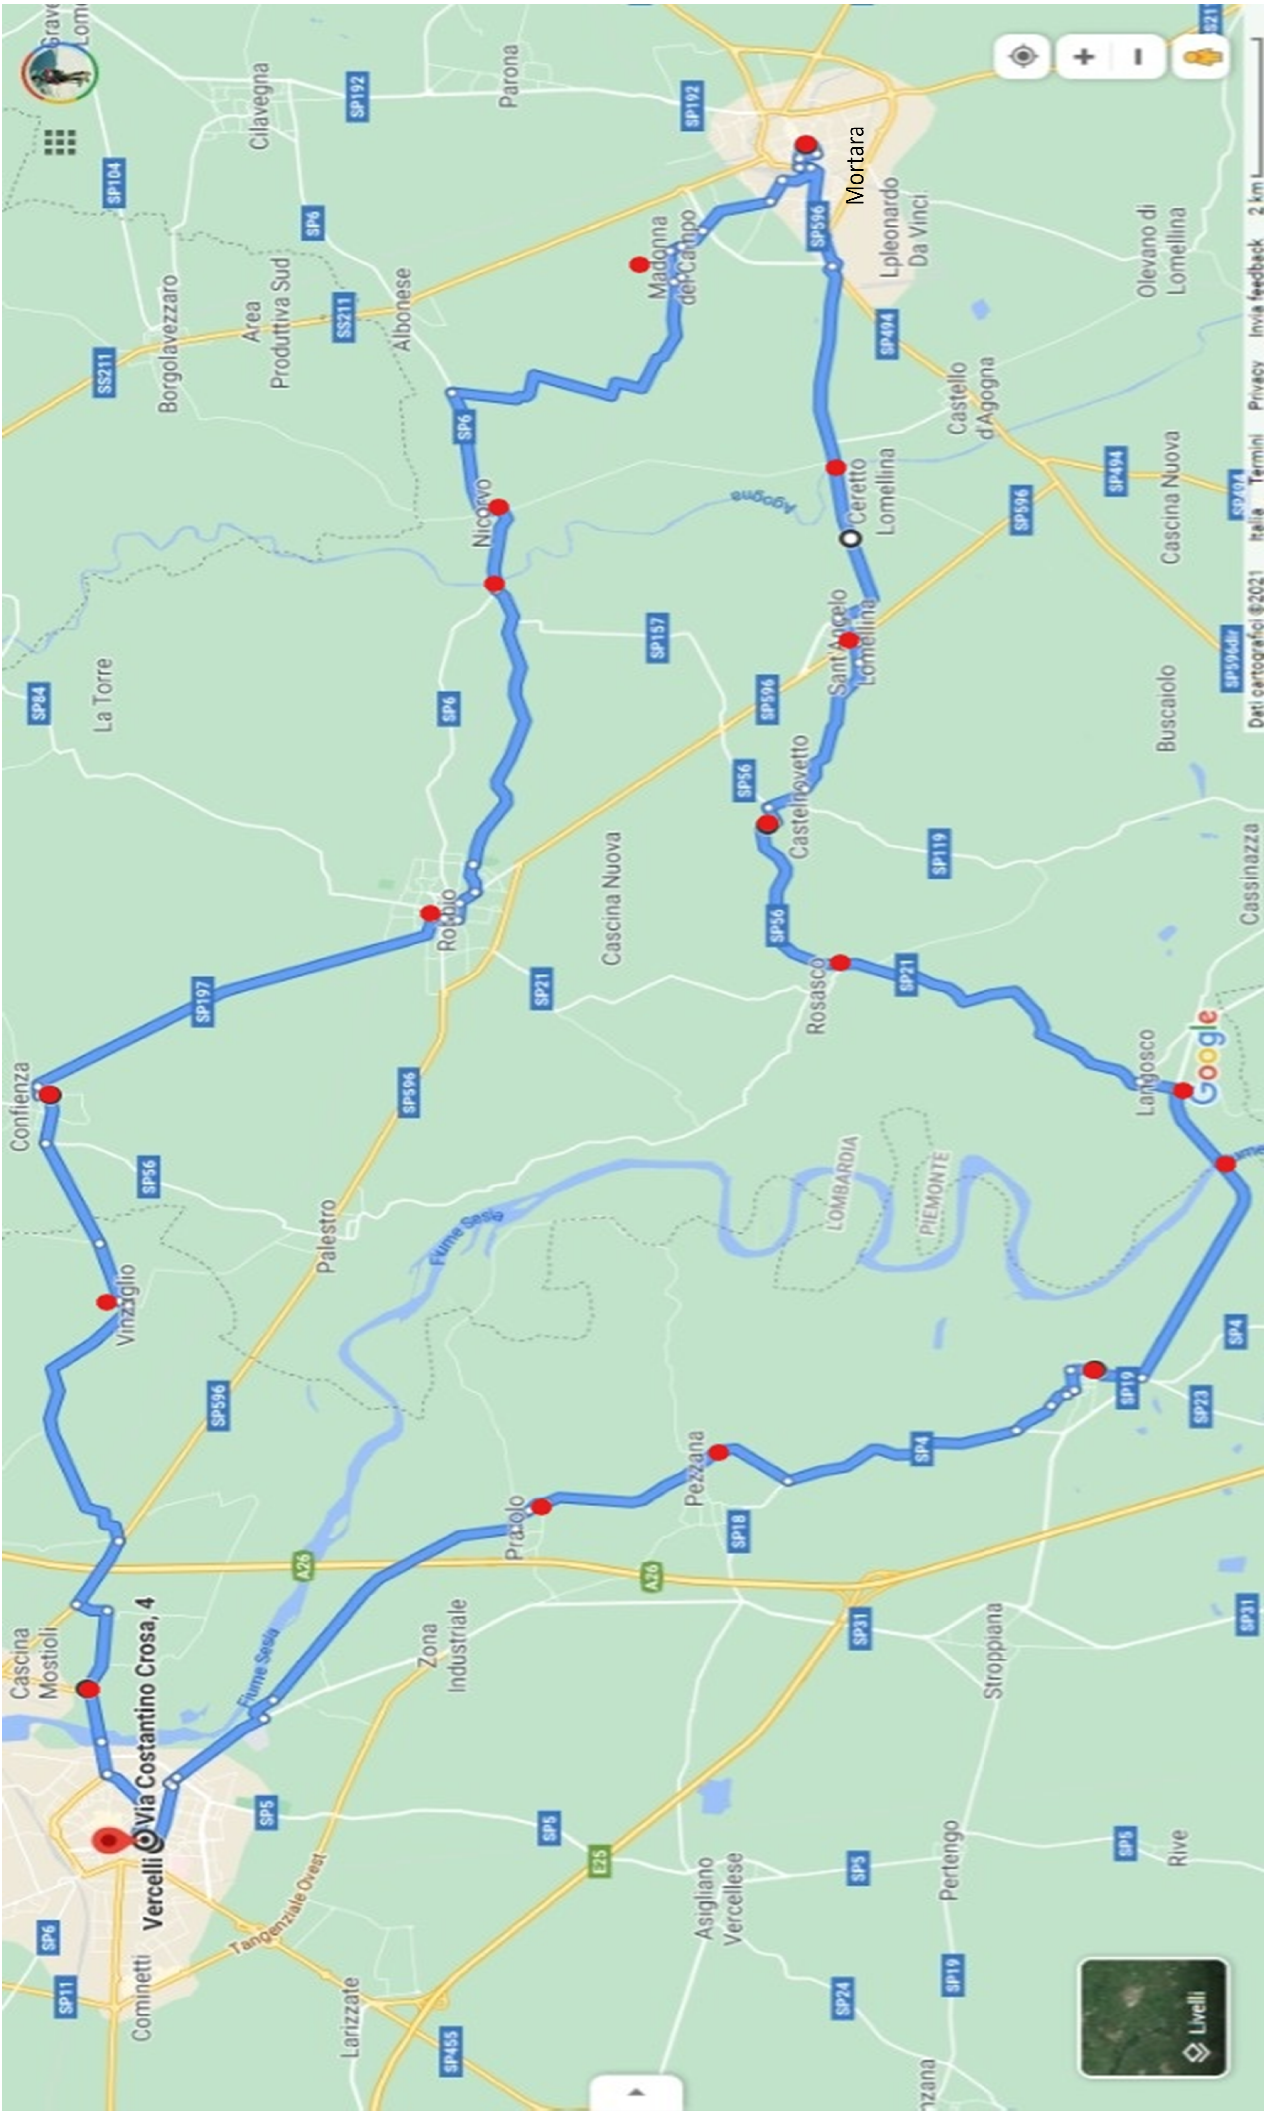 SP6
SP11
Cominetti
Vercelli
Via Costantino Crosa, 4
Cascina
Mostioli
Confienza
SP84
La Torre
SP104
SS211
Borgolavezzaro
Area
Produttiva Sud
Cilavegna
SP6
SS211
SP192
Albonese
Parona
Vinzaglio
SP56
SP197
SP596
Palestro
SP596
Robbio
SP6
SP6
Nicorvo
A26
Fiume Sesia
Fiume Sesia
SP5
Tangenziale Ovest
Larizzate
SP455
Zona
Industriale
SP5
E25
Prarolo
SP21
Cascina Nuova
SP157
Madonna
del Campo
SP192
A26
Pezzana
SP18
Asigliano
Vercellese
SP56
SP596
Agogna
Castelnovetto
SP56
Rosasco
Sant'Angelo
Lomellina
Ceretto
Lomellina
SP596
Mortara
Lpleonardo
Da Vinci
SP494
SP24
SP5
SP31
LOMBARDIA
PIEMONTE
SP4
SP21
SP119
Castello
d'Agogna
SP19
Pertengo
Stroppiana
SP596
SP494
SP5
Rive
SP19
SP23
SP4
SP31
Langosco
Google
Cassinazza
Buscaiolo
Cascina Nuova
Olevano di
Lomellina
SP596dir
SP494
nzana
Livelli
Dati cartografici ©2021
Italia
Termini
Privacy
Invia feedback
2 km